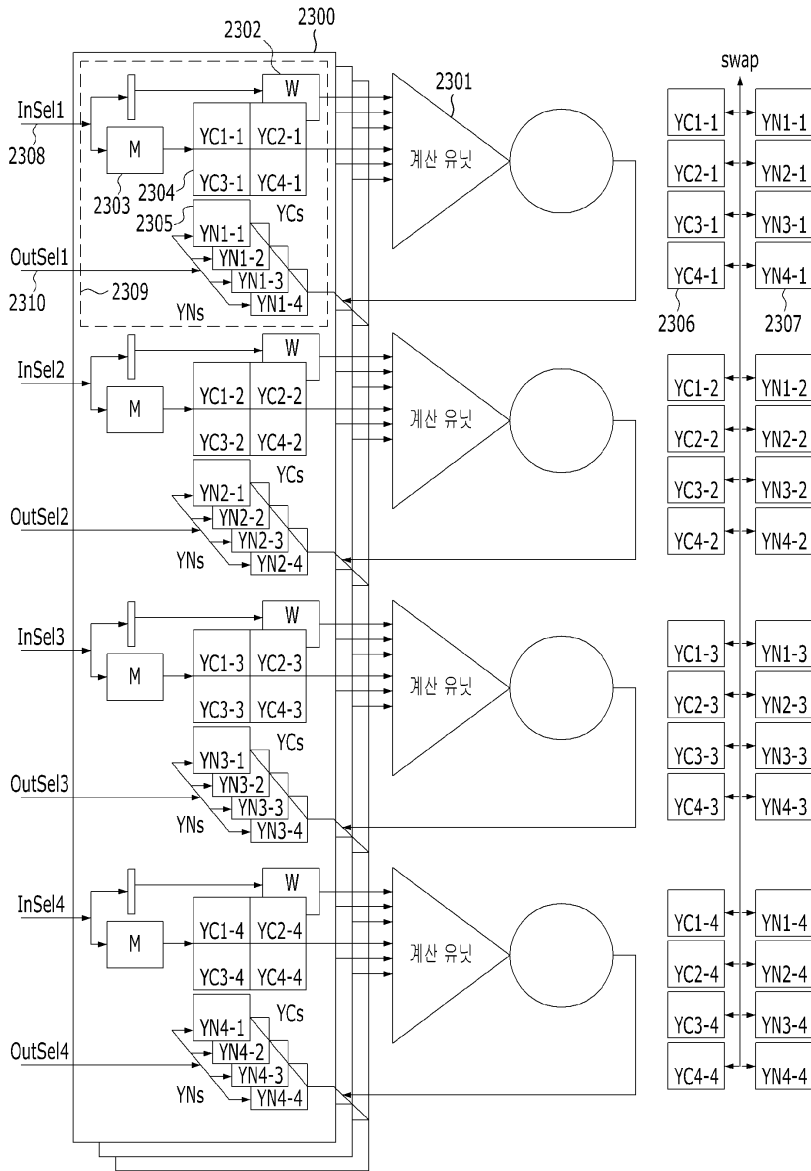 2300
2302
swap
2301
InSel1
W
2308
M
YC1-1 YC2-1
계산 유닛
YC1-1 YN1-1
2303
2304
YC3-1 YC4-1
YC2-1 YN2-1
2305
YCs
YC3-1 YN3-1
YN1-1
OutSel1
YN1-2
YC4-1 YN4-1
2310
2309
YN1-3
YNs
YN1-4
2306
2307
InSel2
W
M
YC1-2 YC2-2
계산 유닛
YC1-2 YN1-2
YC3-2 YC4-2
YC2-2 YN2-2
YCs
YC3-2 YN3-2
YN2-1
OutSel2
YN2-2
YC4-2 YN4-2
YN2-3
YNs
YN2-4
InSel3
W
M
YC1-3 YC2-3
계산 유닛
YC1-3 YN1-3
YC3-3 YC4-3
YC2-3 YN2-3
YCs
YC3-3 YN3-3
YN3-1
OutSel3
YN3-2
YC4-3 YN4-3
YN3-3
YNs
YN3-4
InSel4
W
M
YC1-4 YC2-4
계산 유닛
YC1-4 YN1-4
YC3-4 YC4-4
YC2-4 YN2-4
YCs
YC3-4 YN3-4
YN4-1
OutSel4
YN4-2
YC4-4 YN4-4
YN4-3
YNs
YN4-4